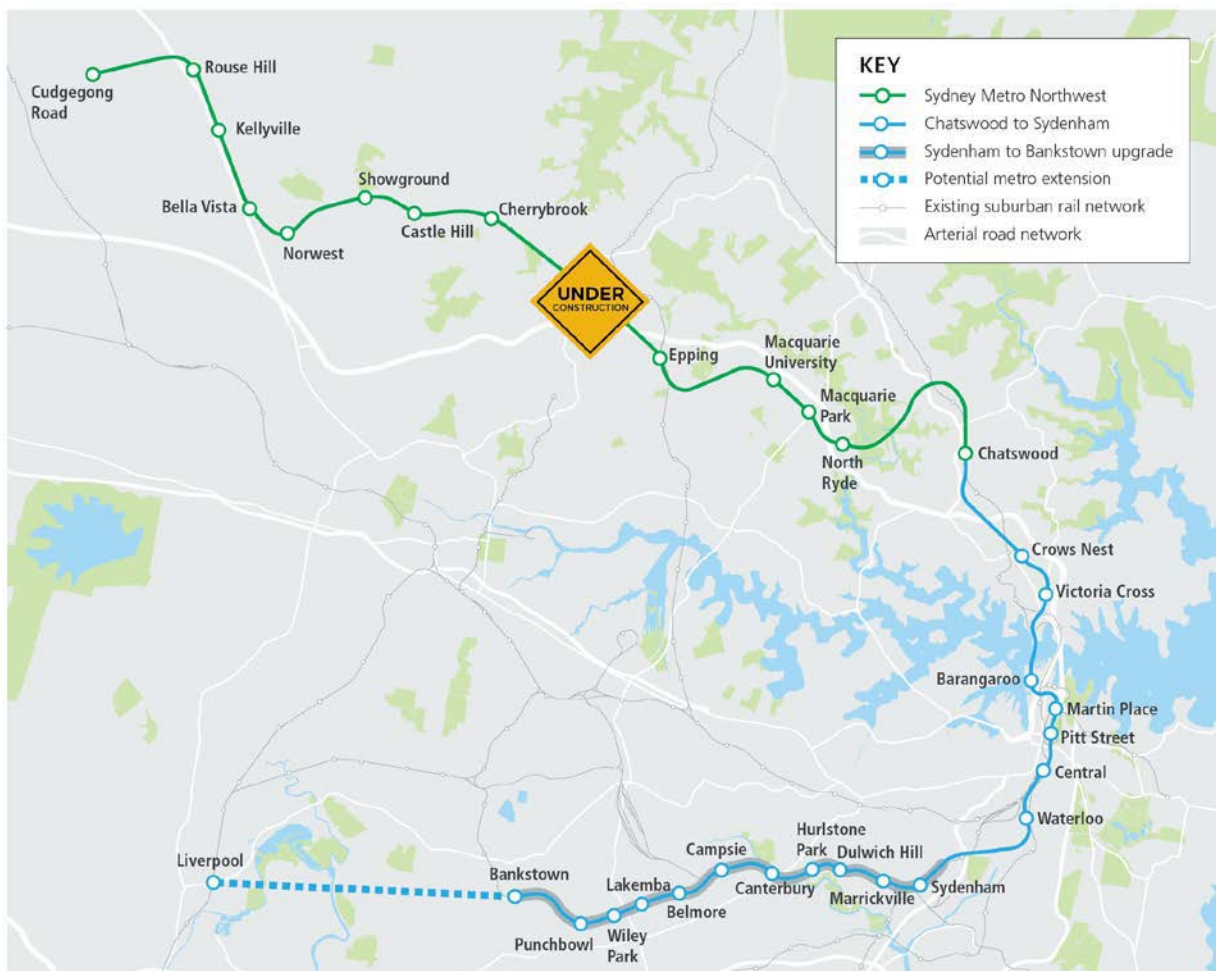 KEY
Sydney Metro Northwest
Chatswood to Sydenham
Sydenham to Bankstown upgrade
Potential metro extension
Existing suburban rail network
Arterial road network
Cudgegong
Road
Rouse Hill
Kellyville
Bella Vista
Norwest
Showground
Castle Hill
Cherrybrook
UNDER
CONSTRUCTION
Epping
Macquarie
University
Macquarie
Park
North
Ryde
Chatswood
Crows Nest
Victoria Cross
Barangaroo
Martin Place
Pitt Street
Central
Waterloo
Sydenham
Marrickville
Dulwich Hill
Hurlstone
Park
Canterbury
Campsie
Belmore
Lakemba
Wiley
Park
Punchbowl
Bankstown
Liverpool